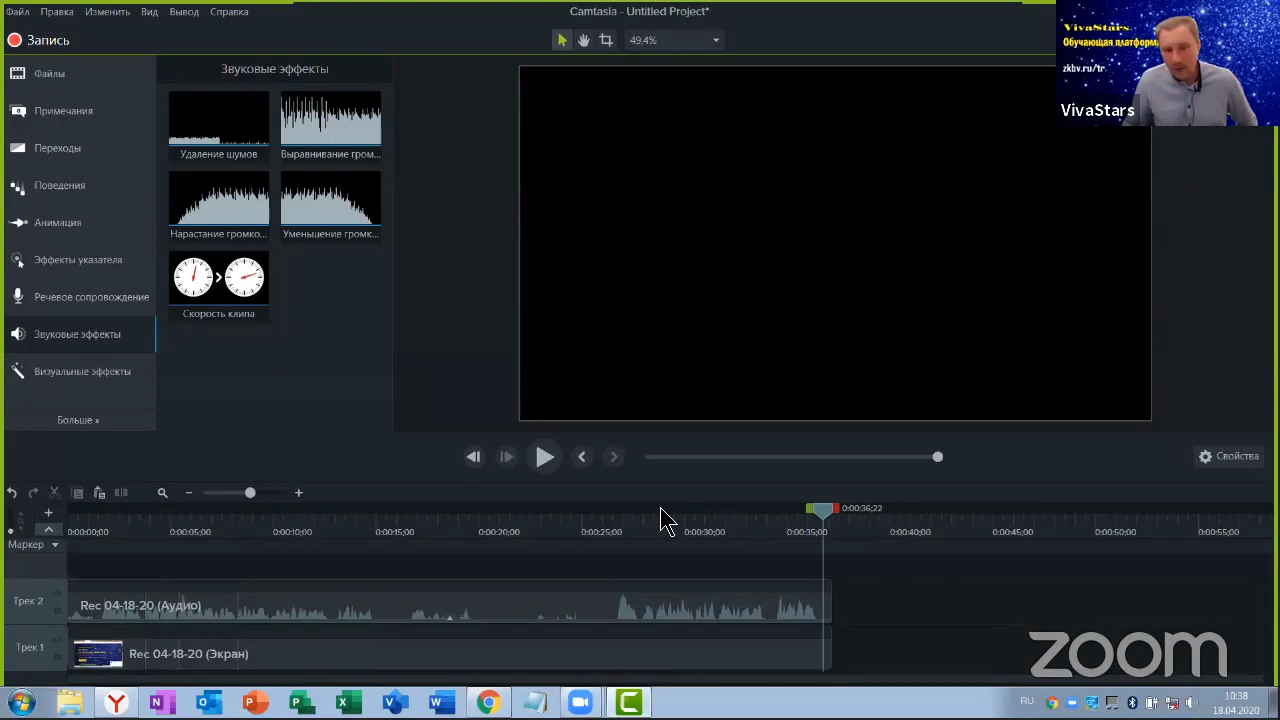 Camtasia - Untitled Project*
Файл Правка Изменить Вид Вывод Справка
Запись
49,4%
VivaStars
Обучающая платформа
zkbv.ru/tr
VivaStars
Файлы
Примечания
Переходы
Поведения
Анимация
Эффекты указателя
Речевое сопровождение
Звуковые эффекты
Визуальные эффекты
Больше »
Звуковые эффекты
Удаление шумов
Выравнивание гром...
Нарастание громко...
Уменьшение громк...
Скорость клипа
Свойства
0:00:36;22
0:00:00;00 0:00:05;00 0:00:10;00 0:00:15;00 0:00:20;00 0:00:25;00 0:00:30;00 0:00:35;00 0:00:40;00 0:00:45;00 0:00:50;00 0:00:55;00
Маркер
Трек 2
Rec 04-18-20 (Аудио)
Трек 1
Rec 04-18-20 (Экран)
zoom
RU
10:38
18.04.2020